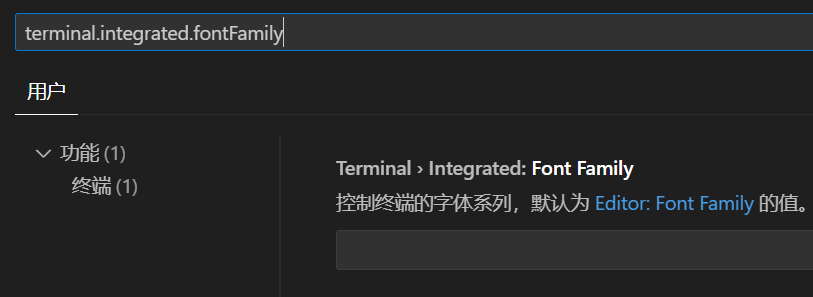 terminal.integrated.fontFamily
用户
功能 (1)
终端 (1)
Terminal › Integrated: Font Family
控制终端的字体系列，默认为 Editor: Font Family 的值。